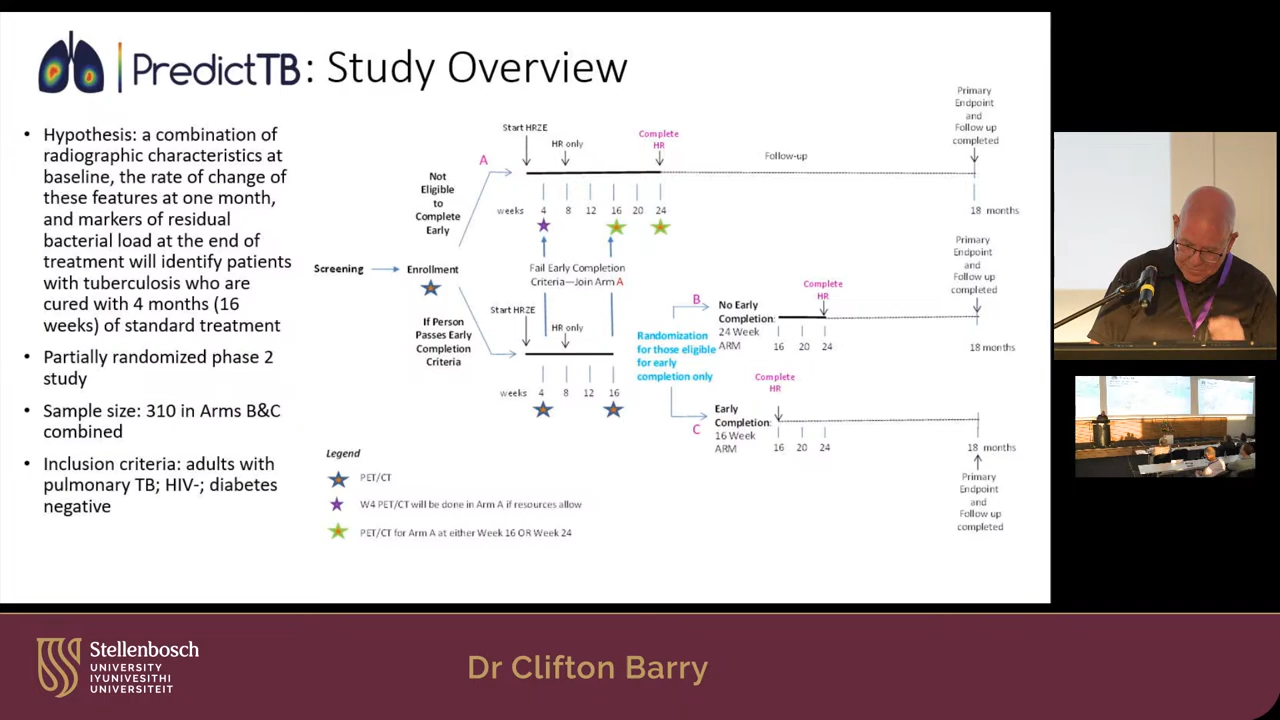 PredictTB: Study Overview
• Hypothesis: a combination of
radiographic characteristics at
baseline, the rate of change of
these features at one month,
and markers of residual
bacterial load at the end of
treatment will identify patients
with tuberculosis who are
cured with 4 months (16
weeks) of standard treatment
• Partially randomized phase 2
study
• Sample size: 310 in Arms B&C
combined
• Inclusion criteria: adults with
pulmonary TB; HIV-; diabetes
negative
Screening
Enrollment
Not
Eligible
to
Complete
Early
A
Start HRZE
HR only
Complete
HR
Follow-up
Primary
Endpoint
and
Follow up
completed
weeks 4 8 12 16 20 24
18 months
Fail Early Completion
Criteria—Join Arm A
If Person
Passes Early
Completion
Criteria
Start HRZE
HR only
weeks 4 8 12 16
Randomization
for those eligible
for early
completion only
B
No Early
Completion:
24 Week
ARM
Complete
HR
16 20 24
Primary
Endpoint
and
Follow up
completed
18 months
C
Early
Completion:
16 Week
ARM
Complete
HR
16 20 24
18 months
Primary
Endpoint
and
Follow up
completed
Legend
PET/CT
W4 PET/CT will be done in Arm A if resources allow
PET/CT for Arm A at either Week 16 OR Week 24
Stellenbosch
UNIVERSITY
IYUNIVESITHI
UNIVERSITEIT
Dr Clifton Barry